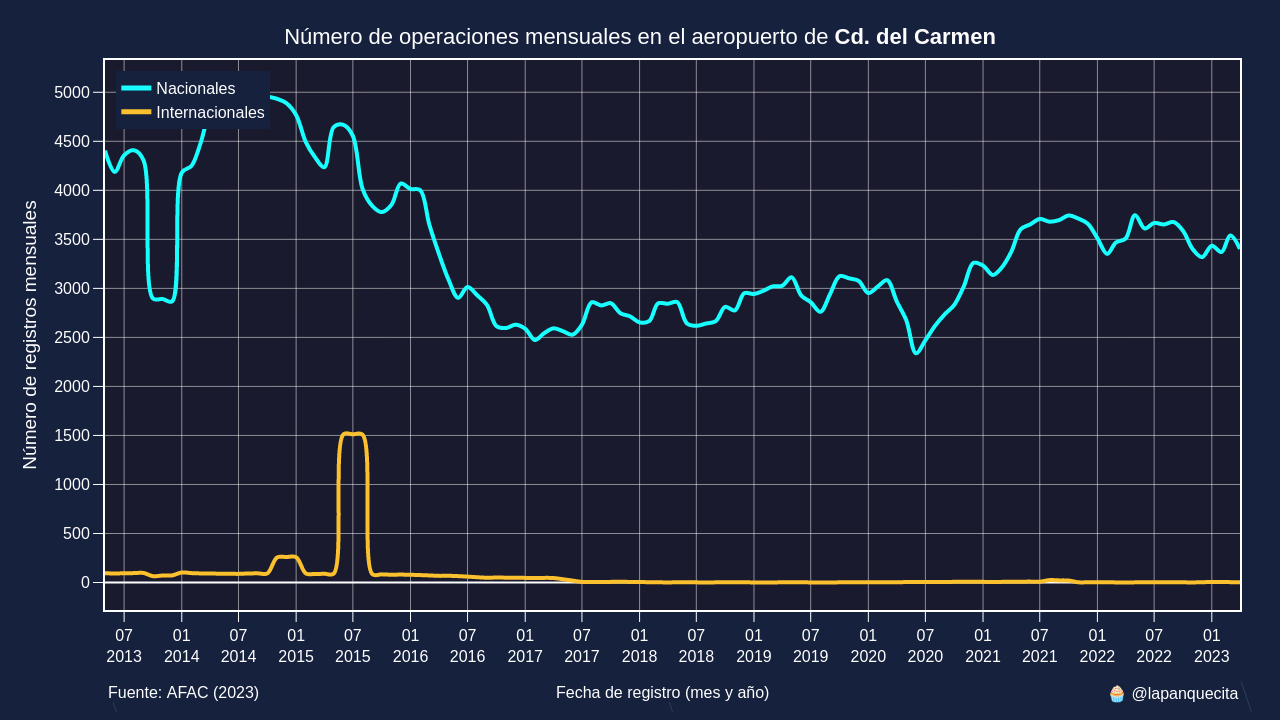 Número de operaciones mensuales en el aeropuerto de Cd. del Carmen
Nacionales
Internacionales
Número de registros mensuales
5000
4500
4000
3500
3000
2500
2000
1500
1000
500
0
07 01 07 01 07 01 07 01 07 01 07 01 07 01 07 01 07 01 07 01
2013 2014 2014 2015 2015 2016 2016 2017 2017 2018 2018 2019 2019 2020 2020 2021 2021 2022 2022 2023
Fuente: AFAC (2023) Fecha de registro (mes y año) 🧁 @lapanquecita